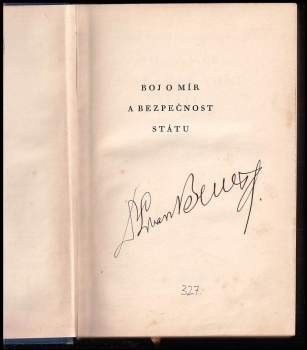 BOJ O MÍR
A BEZPEČNOST
STÁTU
327